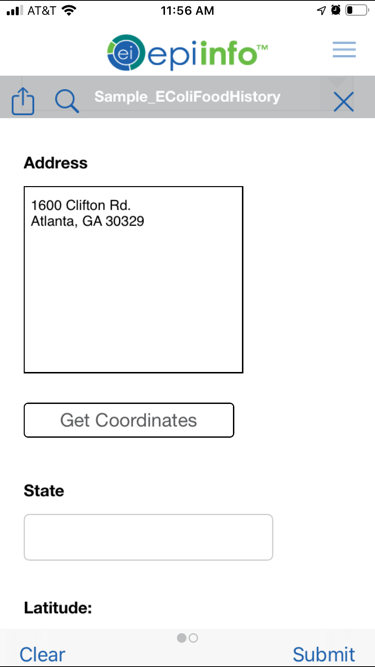 AT&T
11:56 AM
ei epiinfo™
Sample_EColiFoodHistory
Address
1600 Clifton Rd.
Atlanta, GA 30329
Get Coordinates
State
Latitude:
Clear
Submit